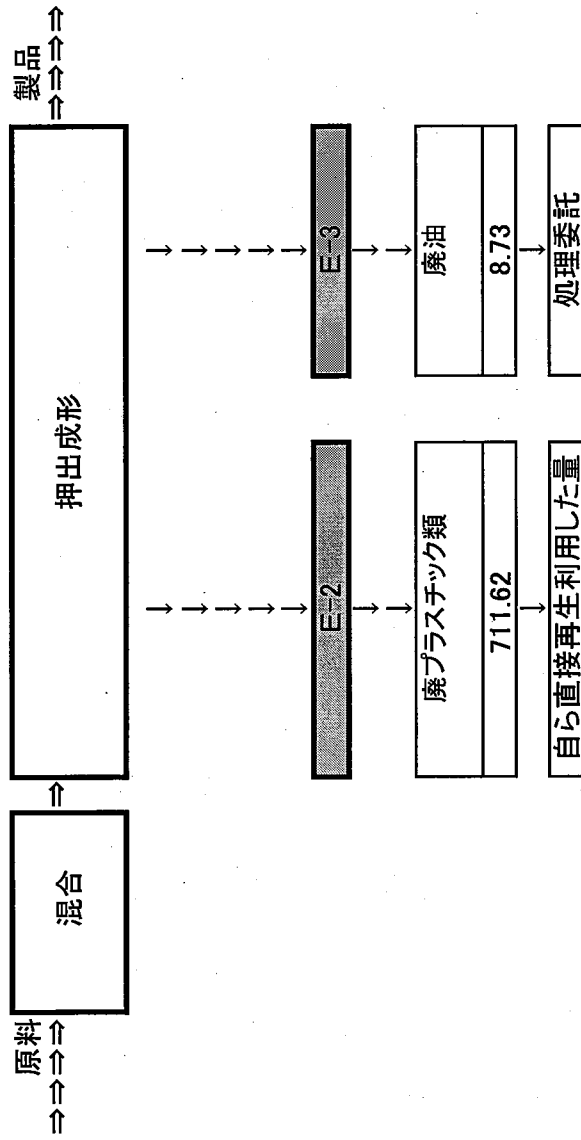 原料
⇒⇒⇒⇒
混合
⇒
押出成形
製品
⇒⇒⇒⇒
→→→→→
→→→→→
E-2
E-3
→→
→→
廃プラスチック類
711.62
廃油
8.73
→
→
自ら直接再生利用した量
処理委託